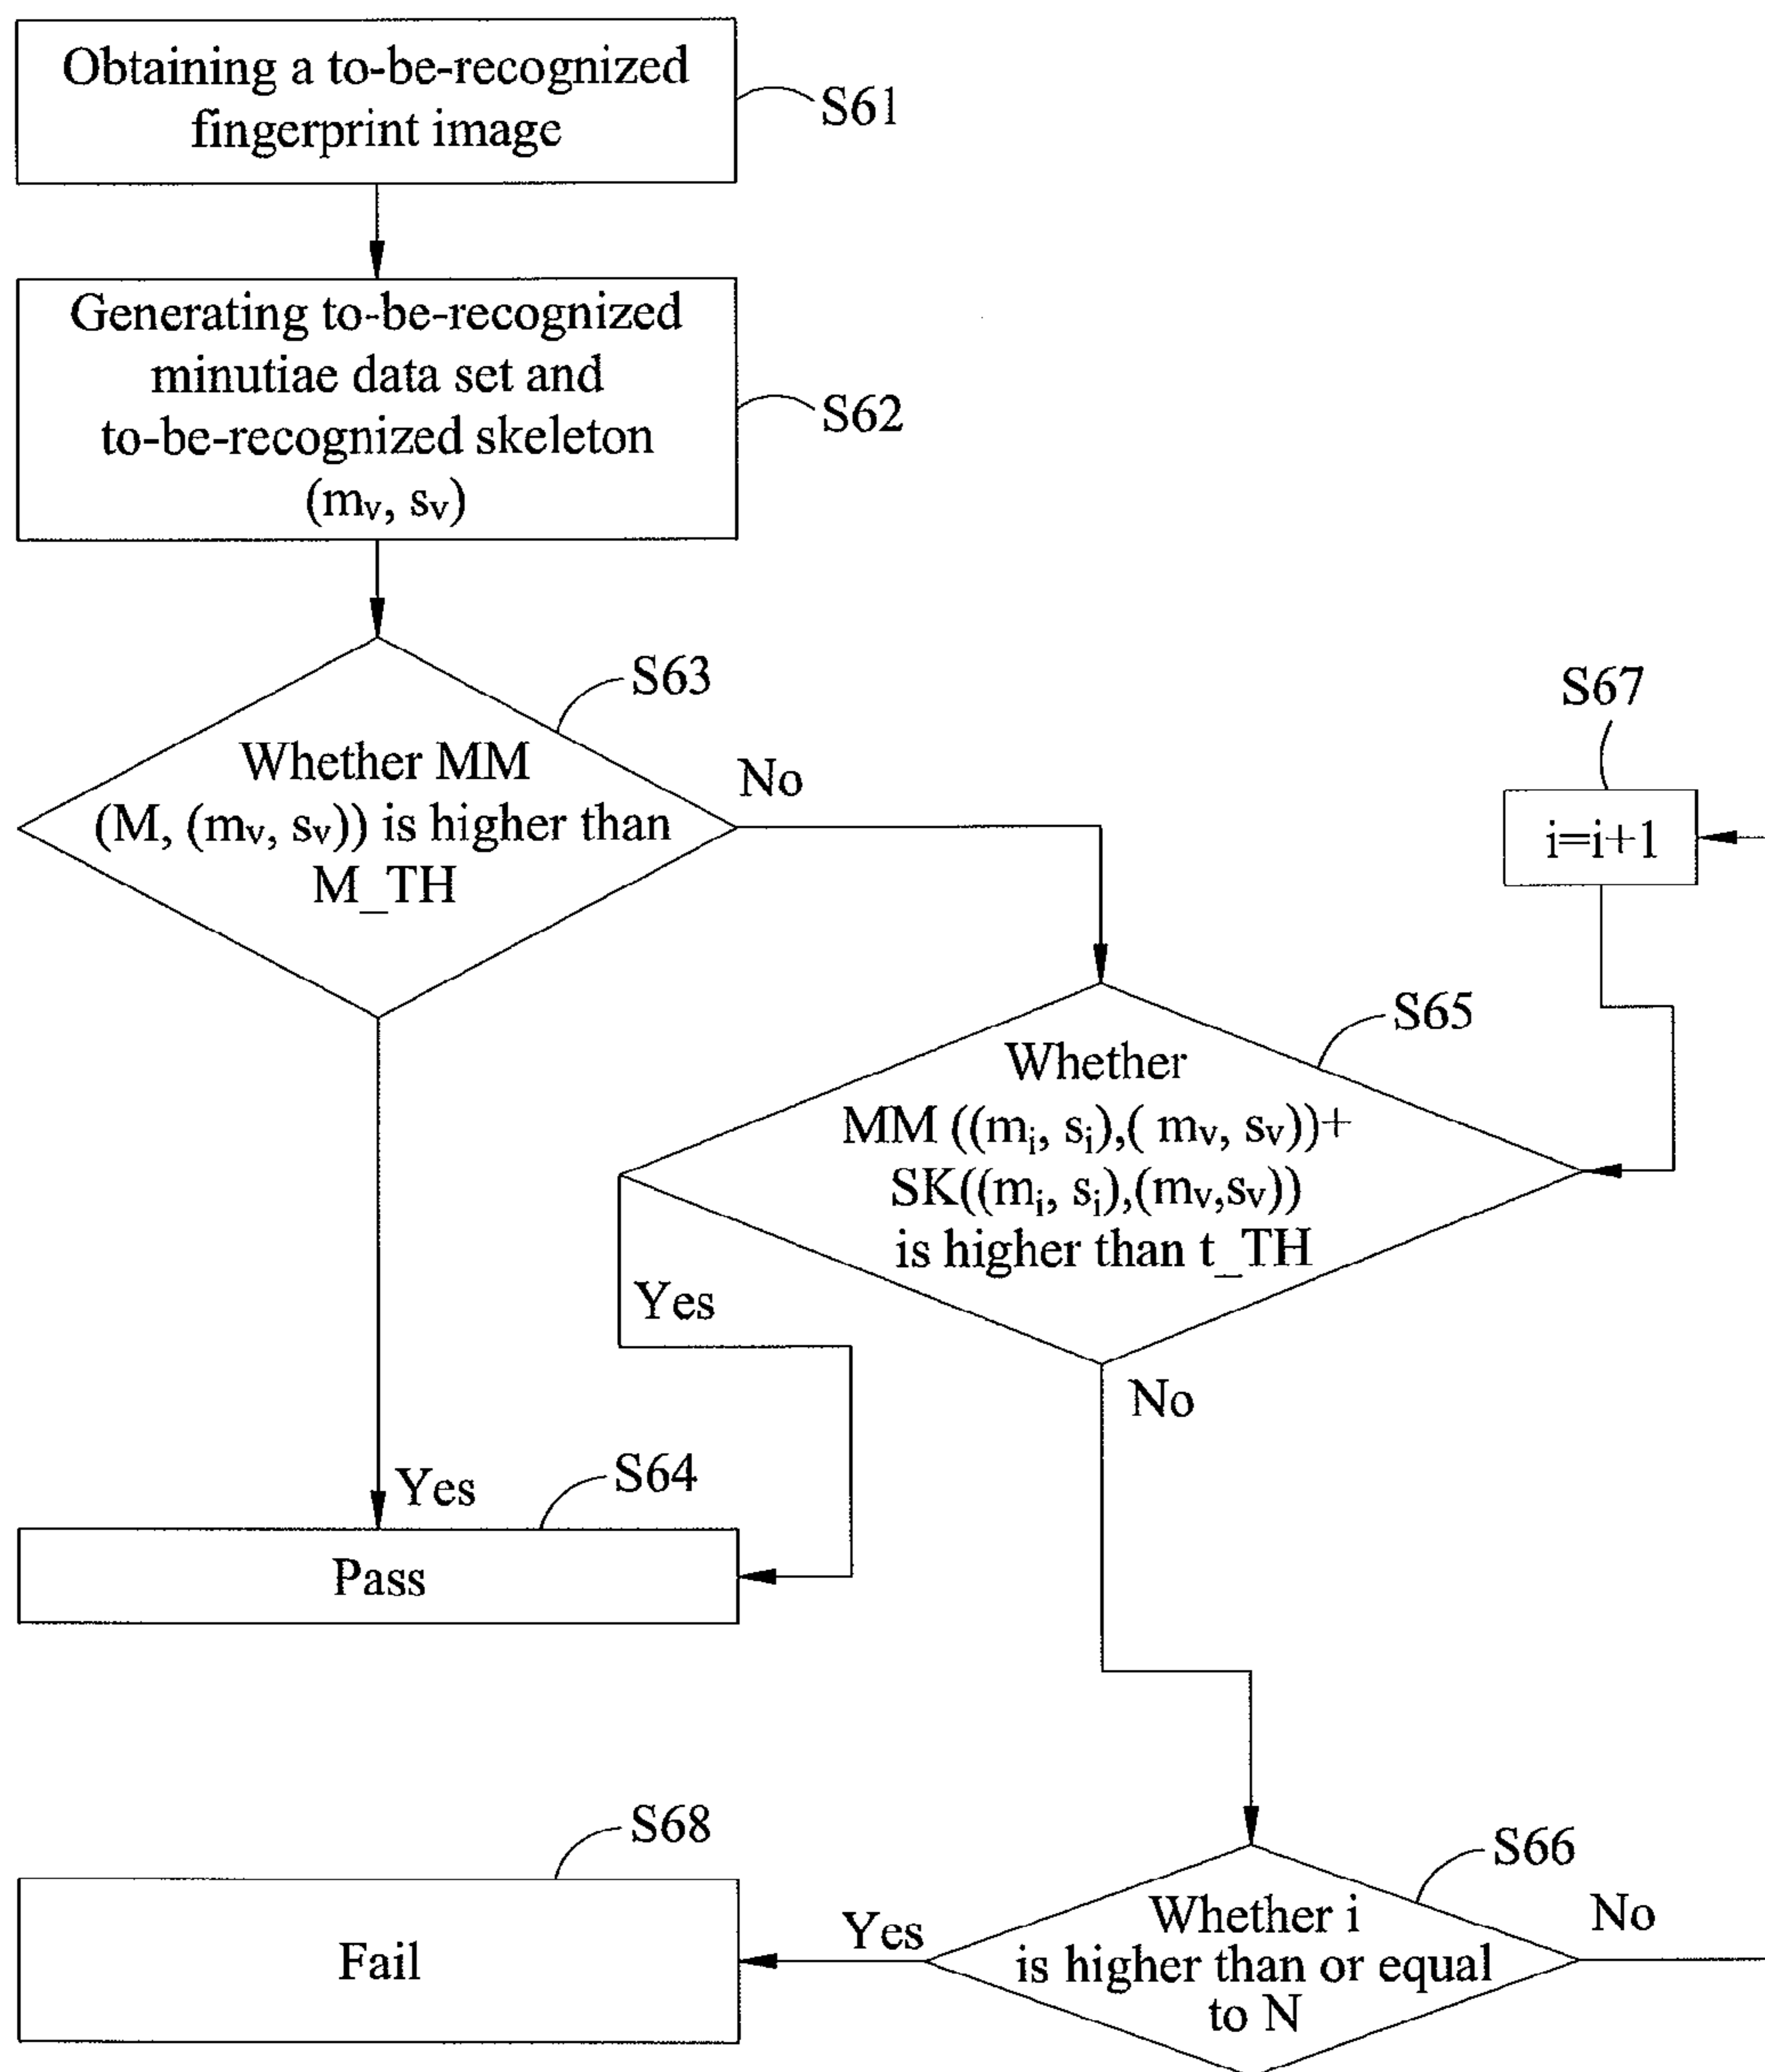 Obtaining a to-be-recognized
fingerprint image
S61
Generating to-be-recognized
minutiae data set and
to-be-recognized skeleton
(mv, sv)
S62
S63
Whether MM
(M, (mv, sv)) is higher than
M_TH
No
S67
i=i+1
S65
Whether
MM ((mi, si),( mv, sv))+
SK((mi, si),(mv,sv))
is higher than t_TH
Yes
No
Yes
S64
Pass
S68
Fail
Yes
S66
Whether i
is higher than or equal
to N
No